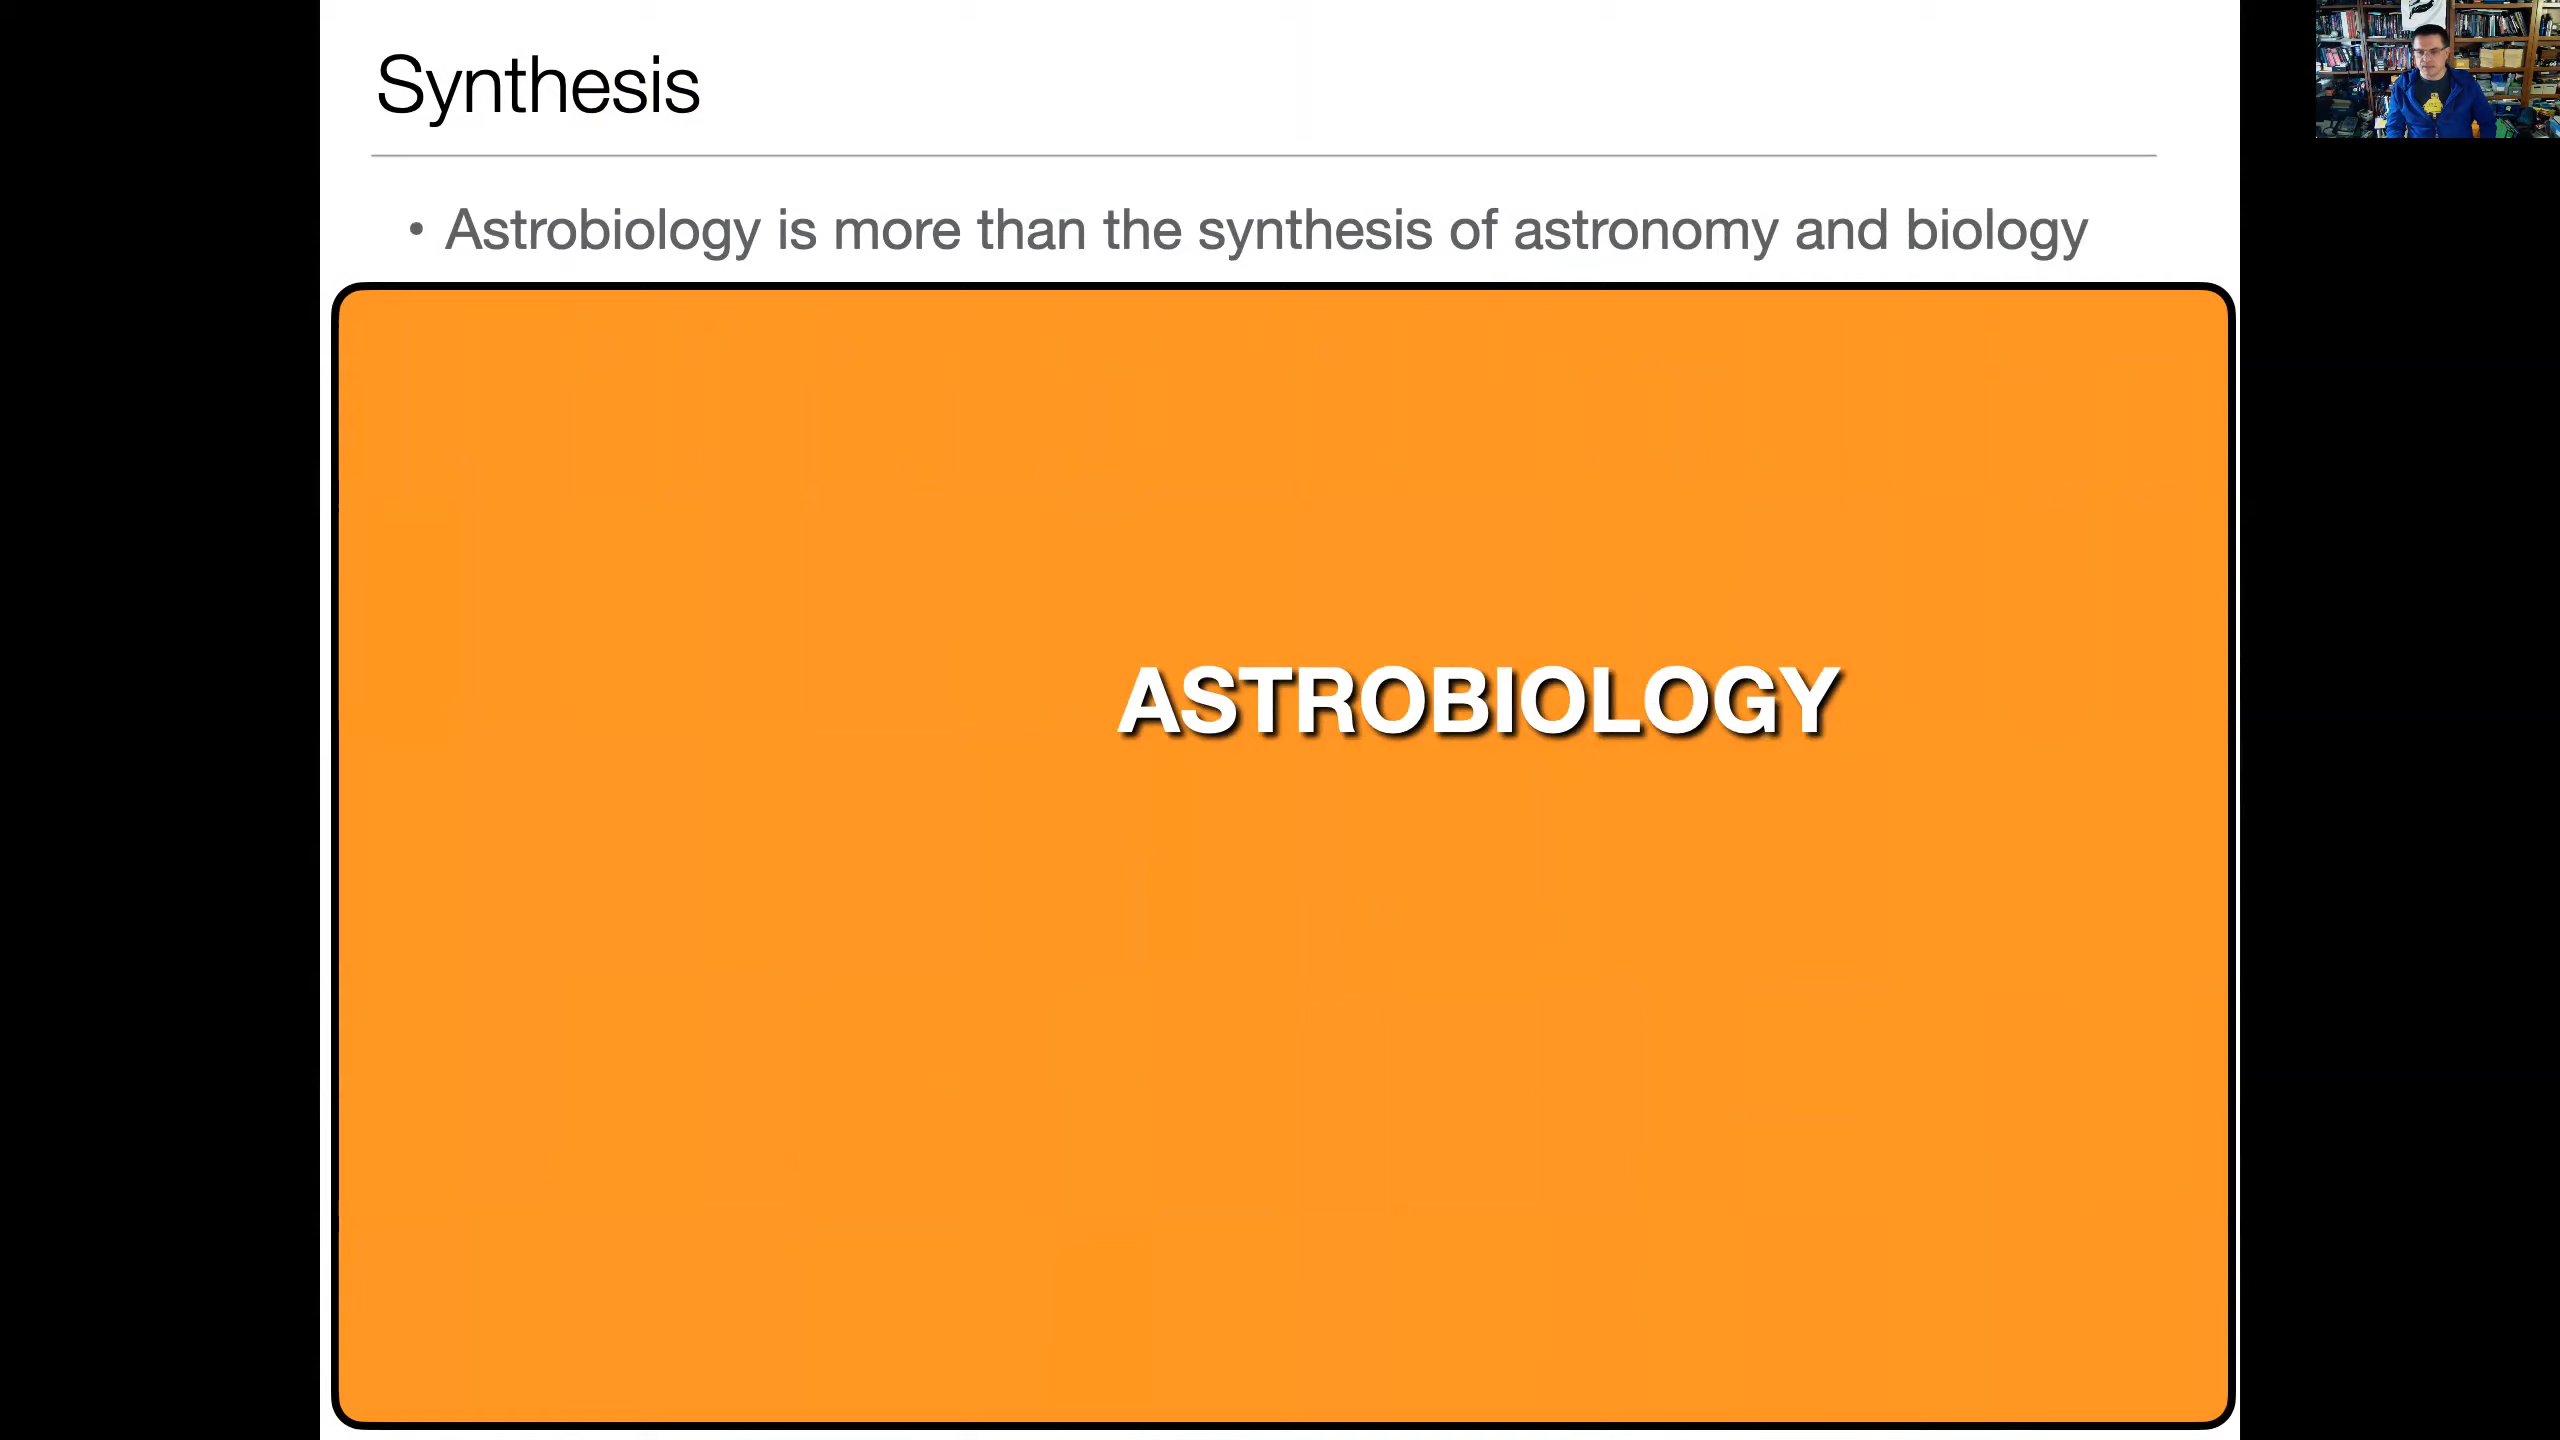 Synthesis
• Astrobiology is more than the synthesis of astronomy and biology
ASTROBIOLOGY